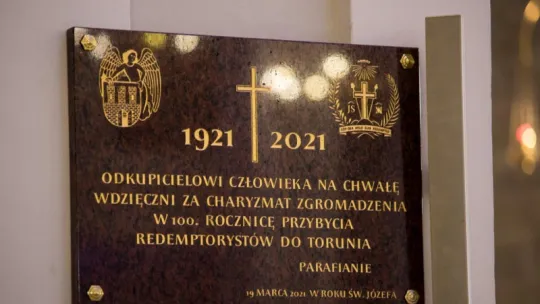 1921 2021
ODKUPICIELOWI CZŁOWIEKA NA CHWAŁĘ
WDZIĘCZNI ZA CHARYZMAT ZGROMADZENIA
W 100. ROCZNICĘ PRZYBYCIA
REDEMPTORYSTÓW DO TORUNIA
PARAFIANIE
19 MARCA 2021 W ROKU ŚW. JÓZEFA